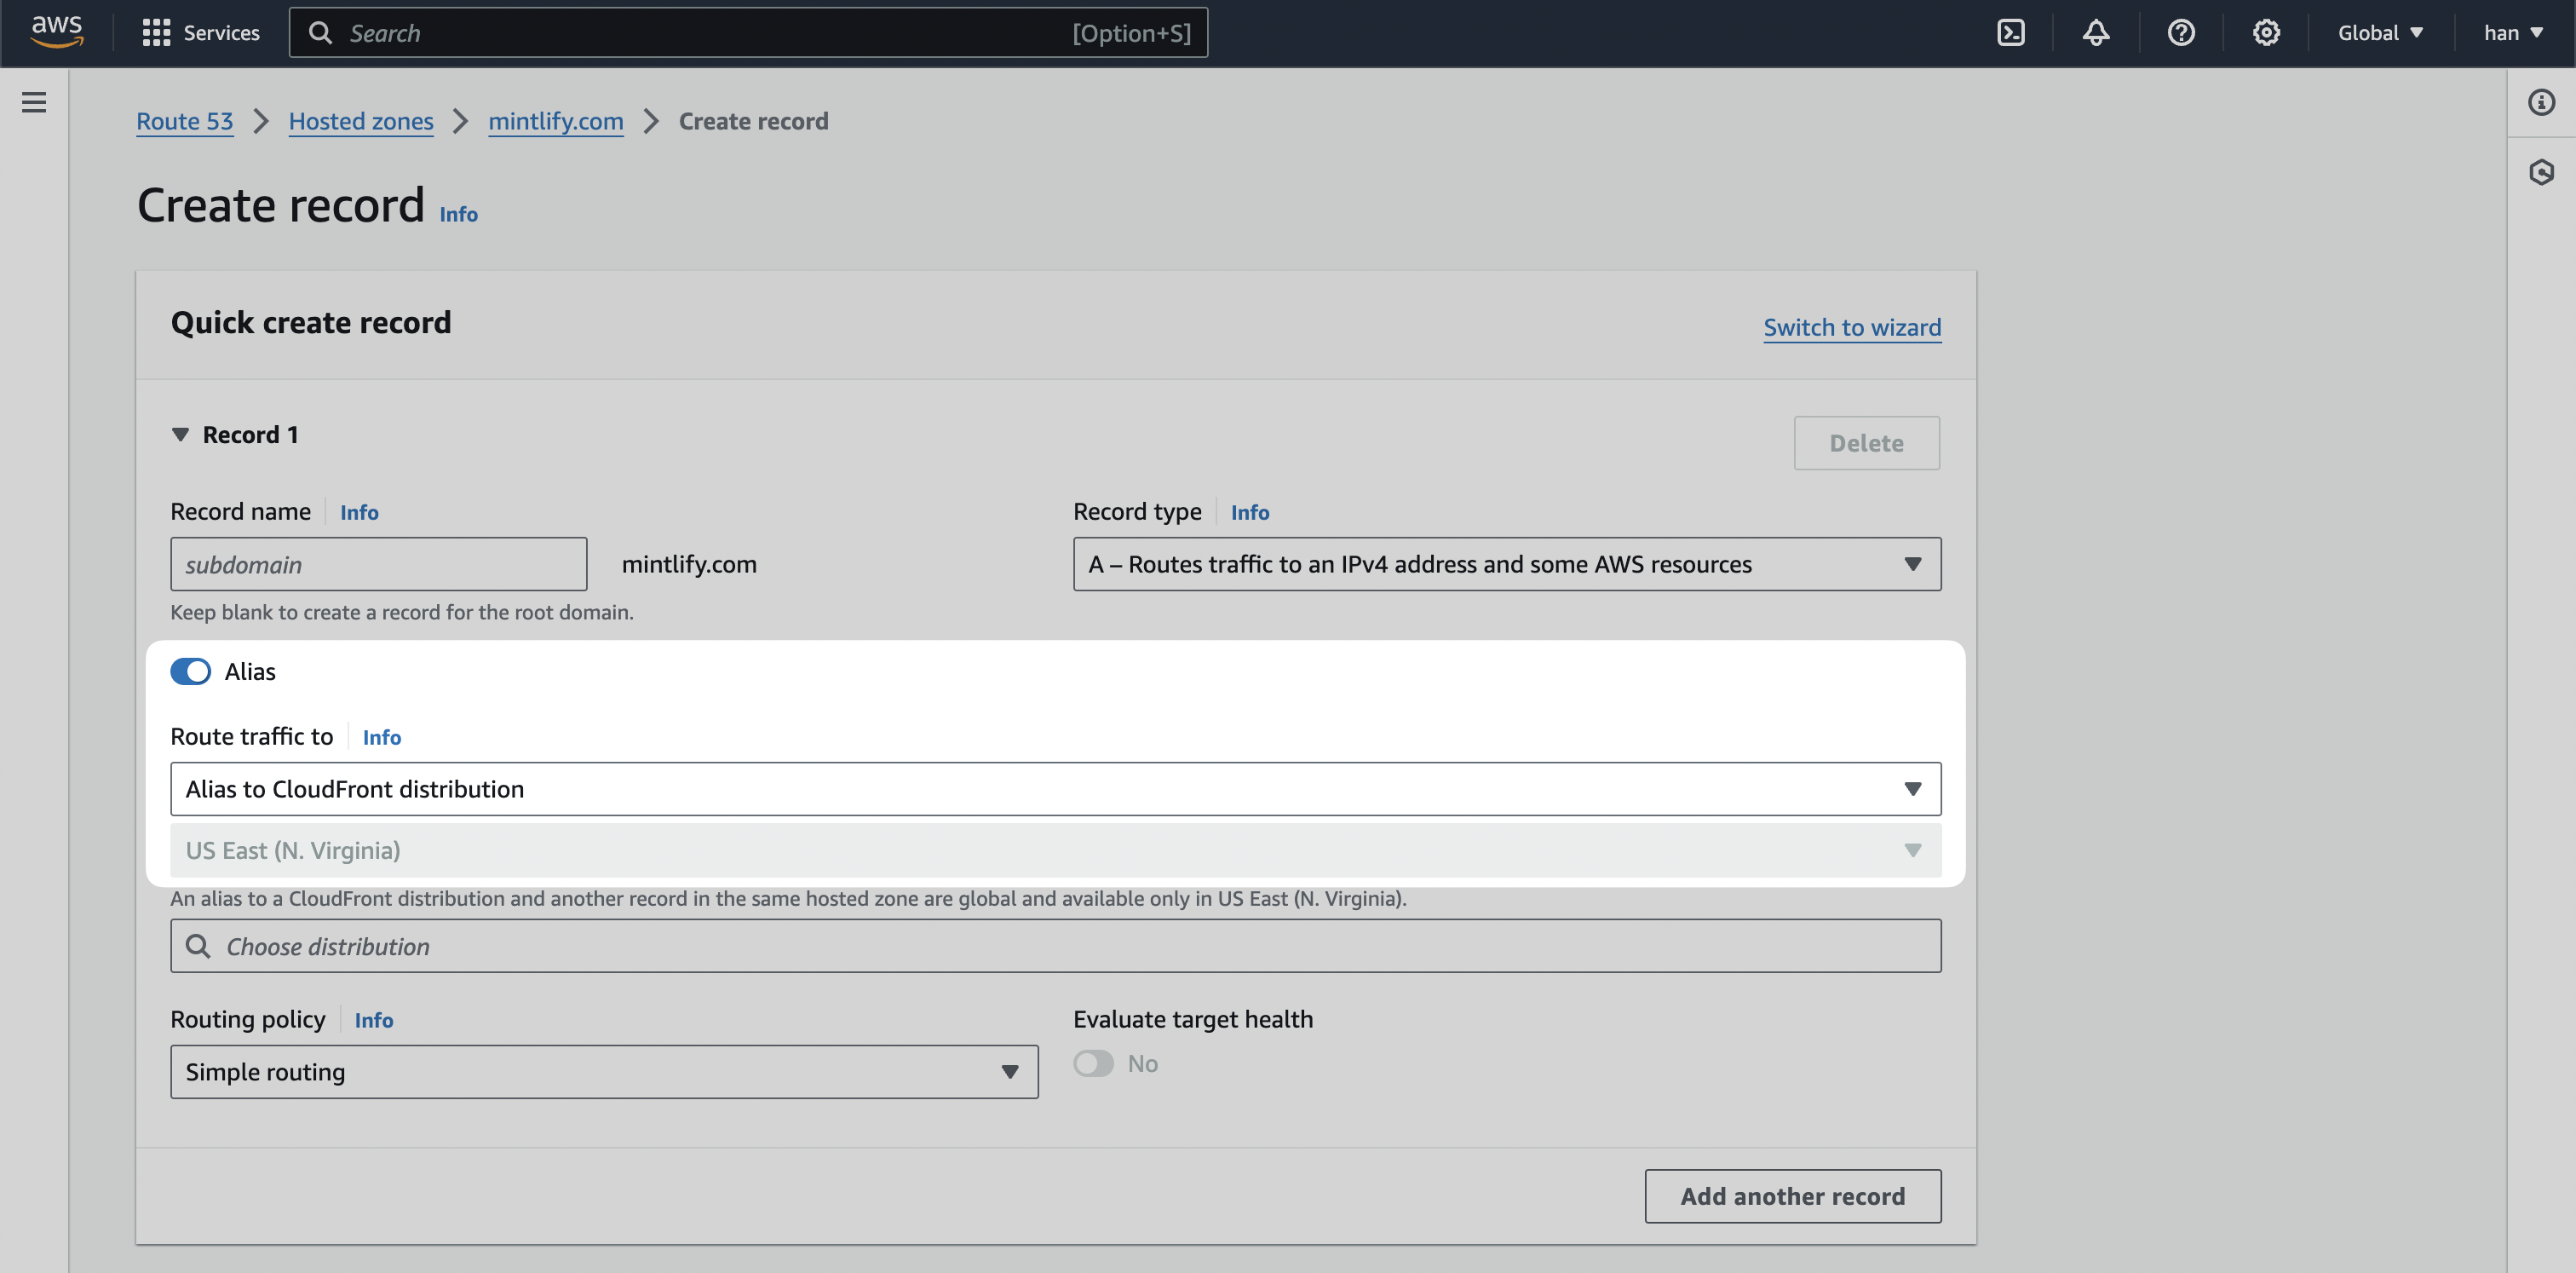 aws Services Search [Option+S] Global han
Route 53 Hosted zones mintlify.com Create record
Create record Info
Quick create record Switch to wizard
Record 1 Delete
Record name Info Record type Info
subdomain mintlify.com A – Routes traffic to an IPv4 address and some AWS resources
Keep blank to create a record for the root domain.
Alias
Route traffic to Info
Alias to CloudFront distribution
US East (N. Virginia)
An alias to a CloudFront distribution and another record in the same hosted zone are global and available only in US East (N. Virginia).
Choose distribution
Routing policy Info Evaluate target health
Simple routing No
Add another record